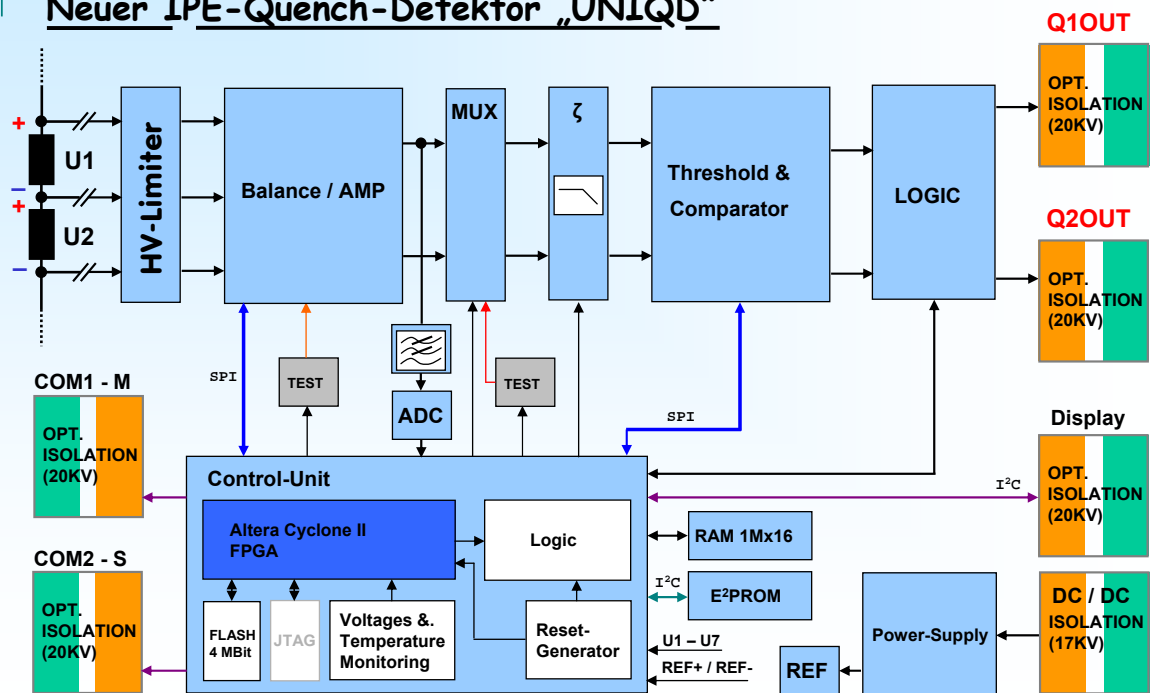 Neuer IPE-Quench-Detektor „UNIQD"
Q1OUT
OPT.
ISOLATION
(20KV)
+
U1
–
+
U2
–
HV-Limiter
Balance / AMP
MUX
ζ
Threshold &
Comparator
LOGIC
Q2OUT
OPT.
ISOLATION
(20KV)
SPI
TEST
ADC
TEST
SPI
COM1 - M
OPT.
ISOLATION
(20KV)
Display
OPT.
ISOLATION
(20KV)
I²C
Control-Unit
Altera Cyclone II
FPGA
Logic
RAM 1Mx16
I²C
E²PROM
COM2 - S
OPT.
ISOLATION
(20KV)
FLASH
4 MBit
JTAG
Voltages &.
Temperature
Monitoring
Reset-
Generator
U1 – U7
REF+ / REF-
REF
Power-Supply
DC / DC
ISOLATION
(17KV)